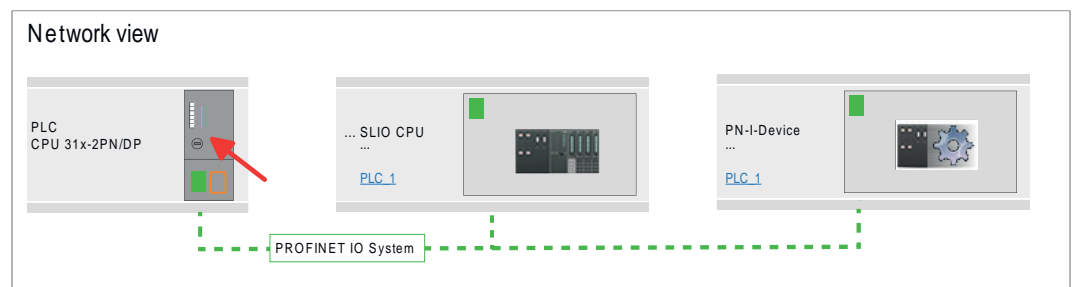 Network view
PLC
CPU 31x-2PN/DP
... SLIO CPU
...
PLC_1
PN-I-Device
...
PLC_1
PROFINET IO System